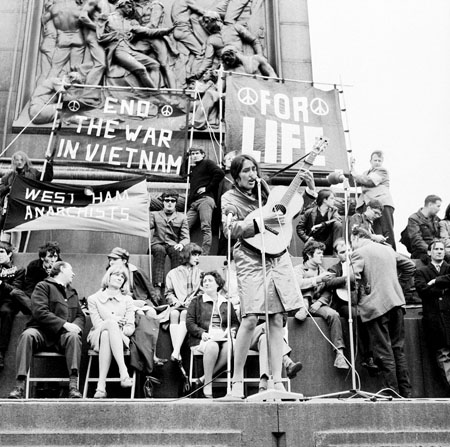 END
THE WAR
IN VIETNAM
FOR
LIFE
WEST HAM
ANARCHISTS